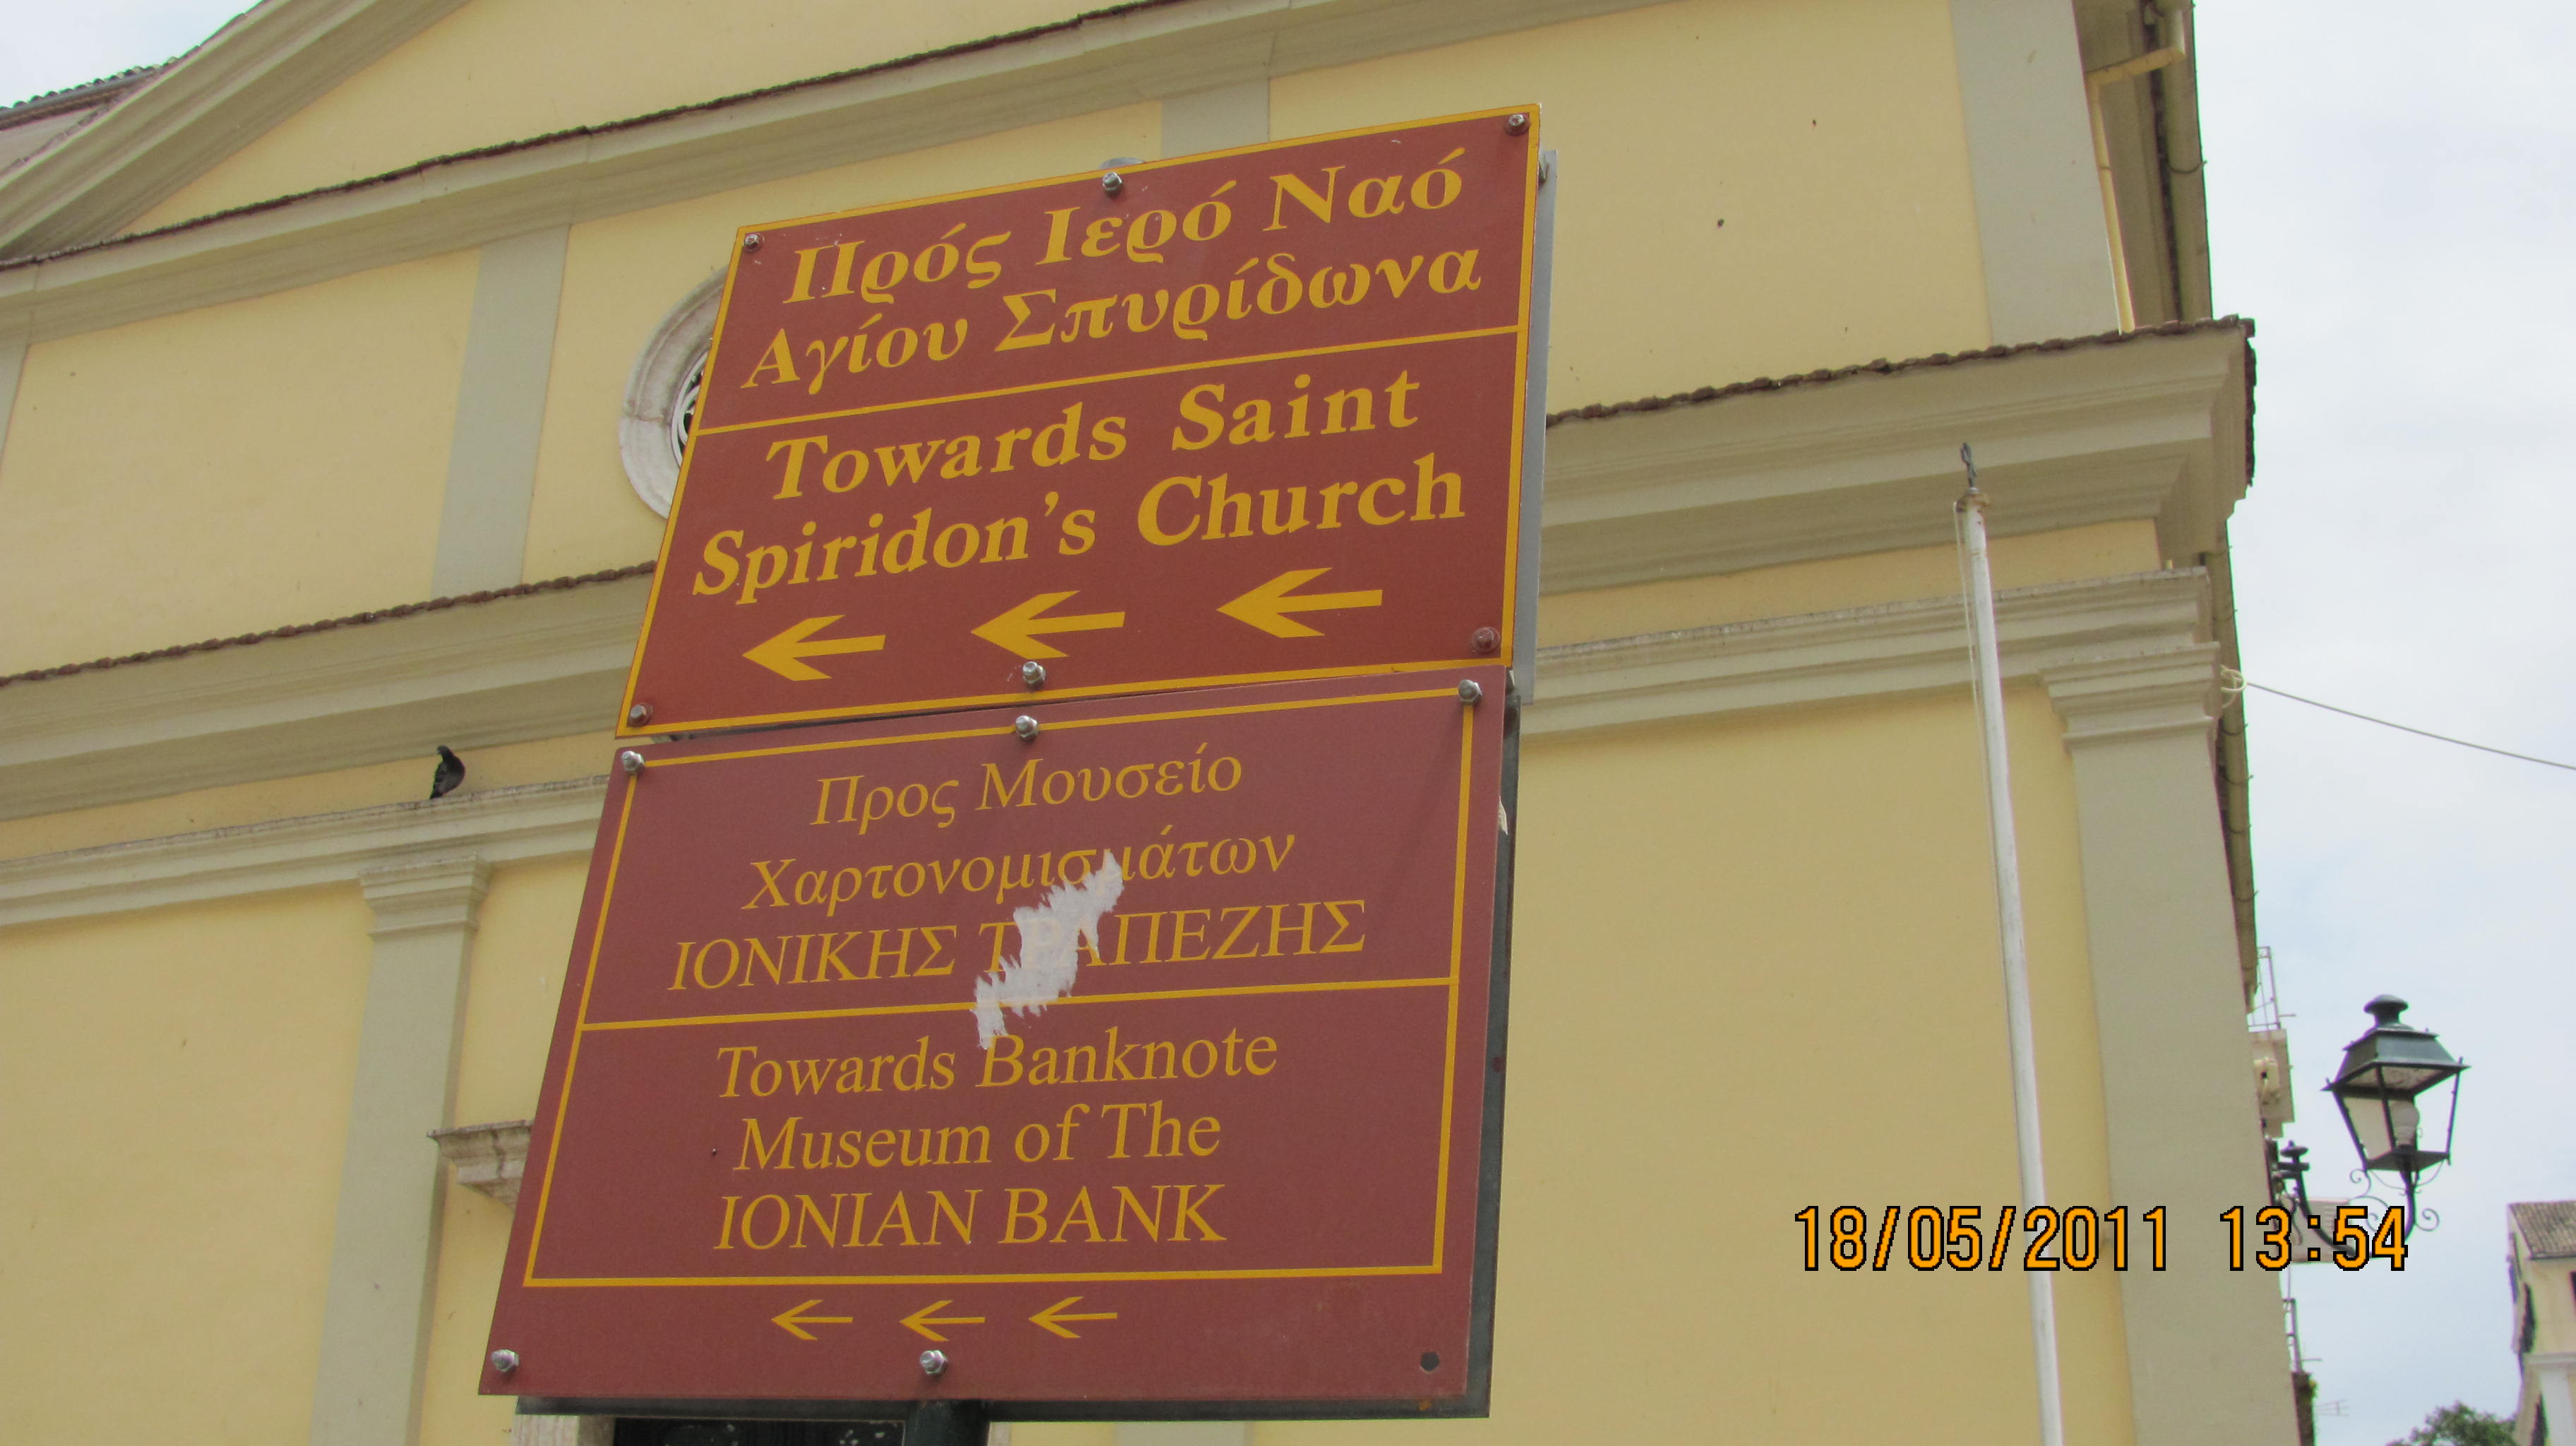 Πρός Ιερό Ναό
Αγίου Σπυρίδωνα
Towards Saint
Spiridon's Church
Προς Μουσείο
Χαρτονομισμάτων
ΙΟΝΙΚΗΣ ΤΡΑΠΕΖΗΣ
Towards Banknote
Museum of The
IONIAN BANK
18/05/2011 13:54